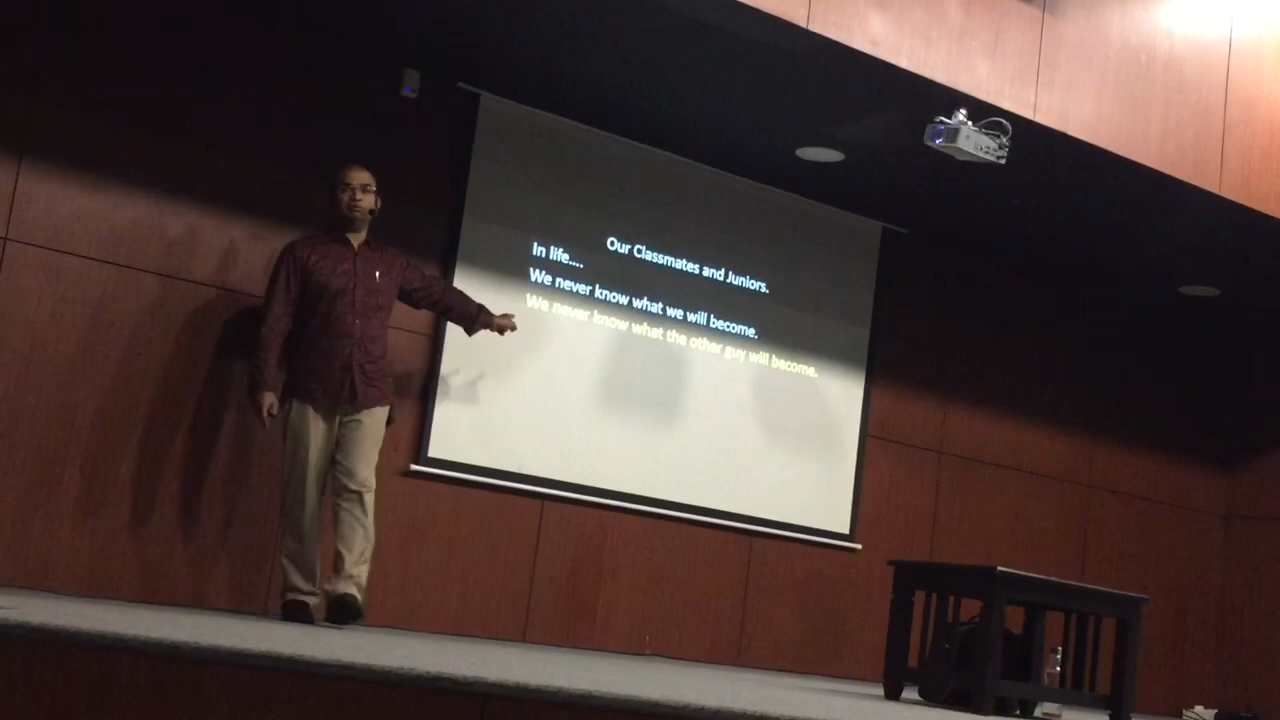 Our Classmates and Juniors.
In life....
We never know what we will become.
We never know what the other guy will become.